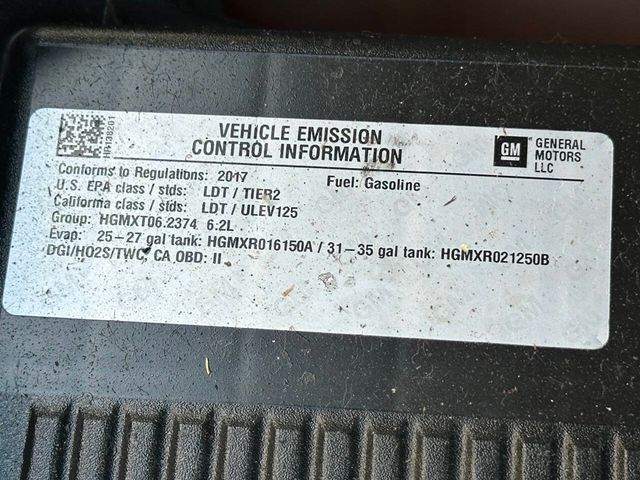 VEHICLE EMISSION
CONTROL INFORMATION
GM
GENERAL
MOTORS
LLC
Conforms to Regulations: 2017 Fuel: Gasoline
U.S. EPA class / stds: LDT / TIER2
California class / stds: LDT / ULEV125
Group: HGMXT06.2374 6.2L
Evap: 25-27 gal tank: HGMXR016150A / 31-35 gal tank: HGMXR021250B
DGI/HO2S/TWC, CA OBD: II